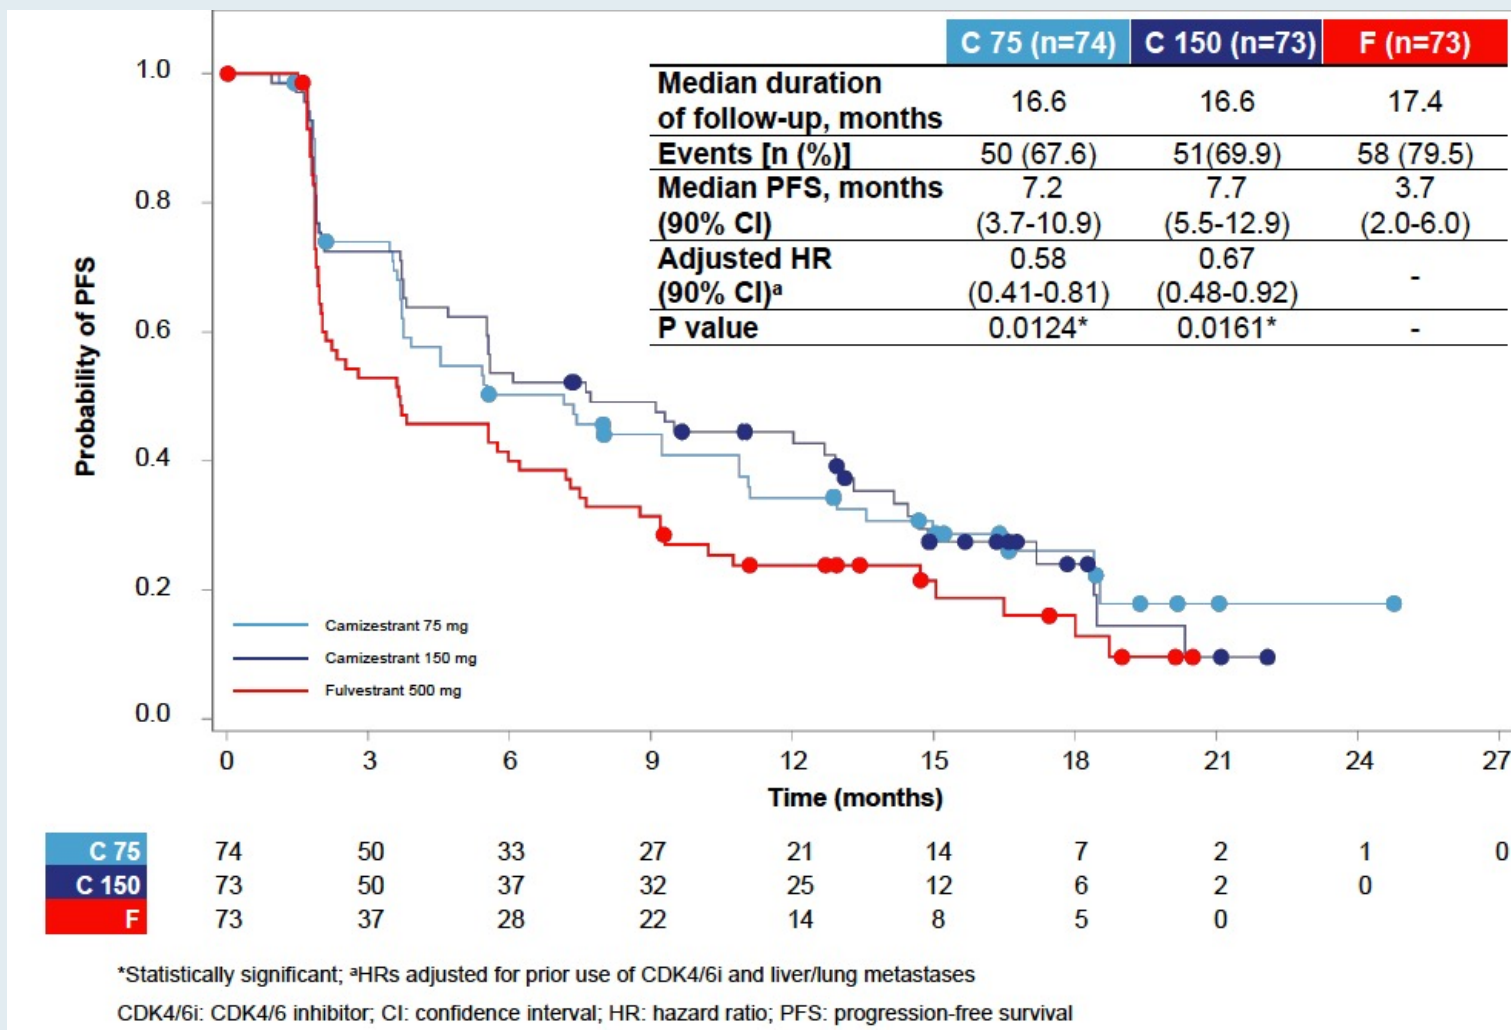 C 75 (n=74) C 150 (n=73) F (n=73)
Median duration
of follow-up, months 16.6 16.6 17.4
Events [n (%)] 50 (67.6) 51(69.9) 58 (79.5)
Median PFS, months 7.2 7.7 3.7
(90% CI) (3.7-10.9) (5.5-12.9) (2.0-6.0)
Adjusted HR 0.58 0.67 -
(90% CI)ᵃ (0.41-0.81) (0.48-0.92)
P value 0.0124* 0.0161* -
Probability of PFS
1.0
0.8
0.6
0.4
0.2
0.0
Camizestrant 75 mg
Camizestrant 150 mg
Fulvestrant 500 mg
0 3 6 9 12 15 18 21 24 27
Time (months)
C 75 74 50 33 27 21 14 7 2 1 0
C 150 73 50 37 32 25 12 6 2 0
F 73 37 28 22 14 8 5 0
*Statistically significant; ᵃHRs adjusted for prior use of CDK4/6i and liver/lung metastases
CDK4/6i: CDK4/6 inhibitor; CI: confidence interval; HR: hazard ratio; PFS: progression-free survival